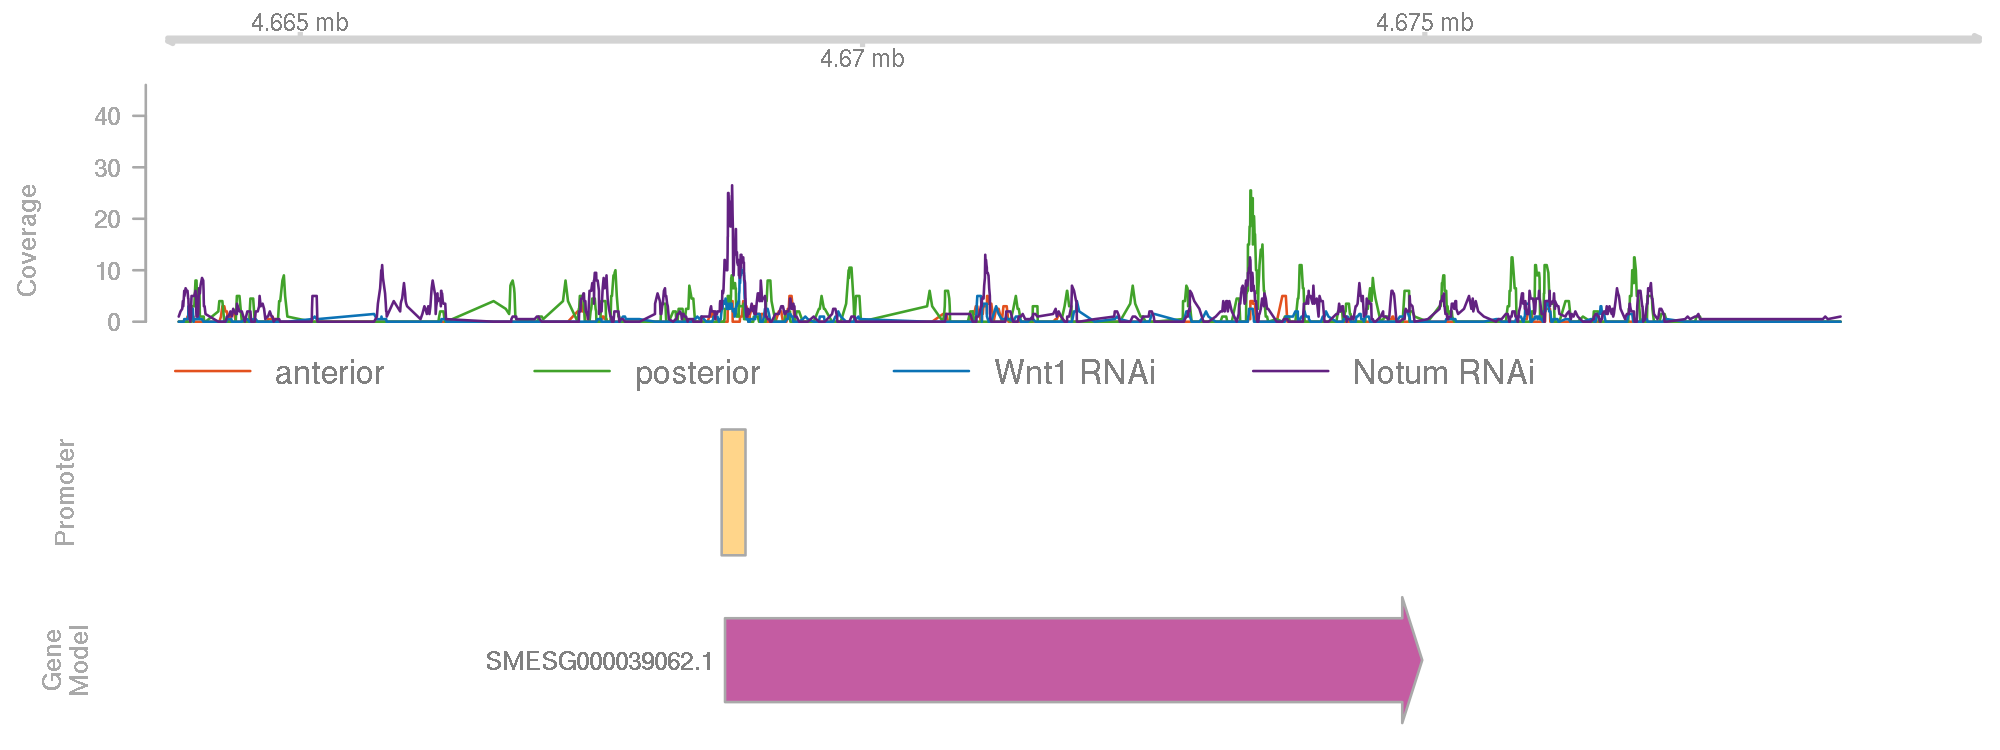 4.665 mb
4.675 mb
4.67 mb
Coverage
40
30
20
10
0
anterior
posterior
Wnt1 RNAi
Notum RNAi
Promoter
Gene
Model
SMESG000039062.1